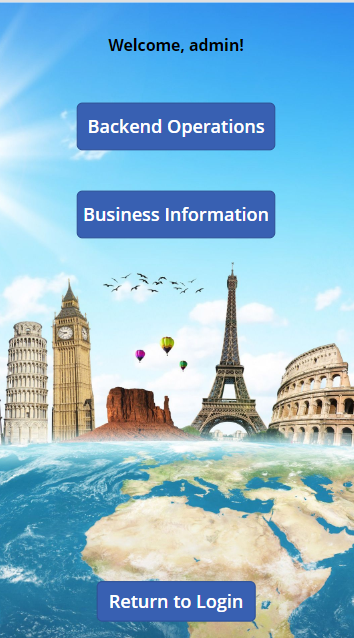 Welcome, admin!
Backend Operations
Business Information
Return to Login